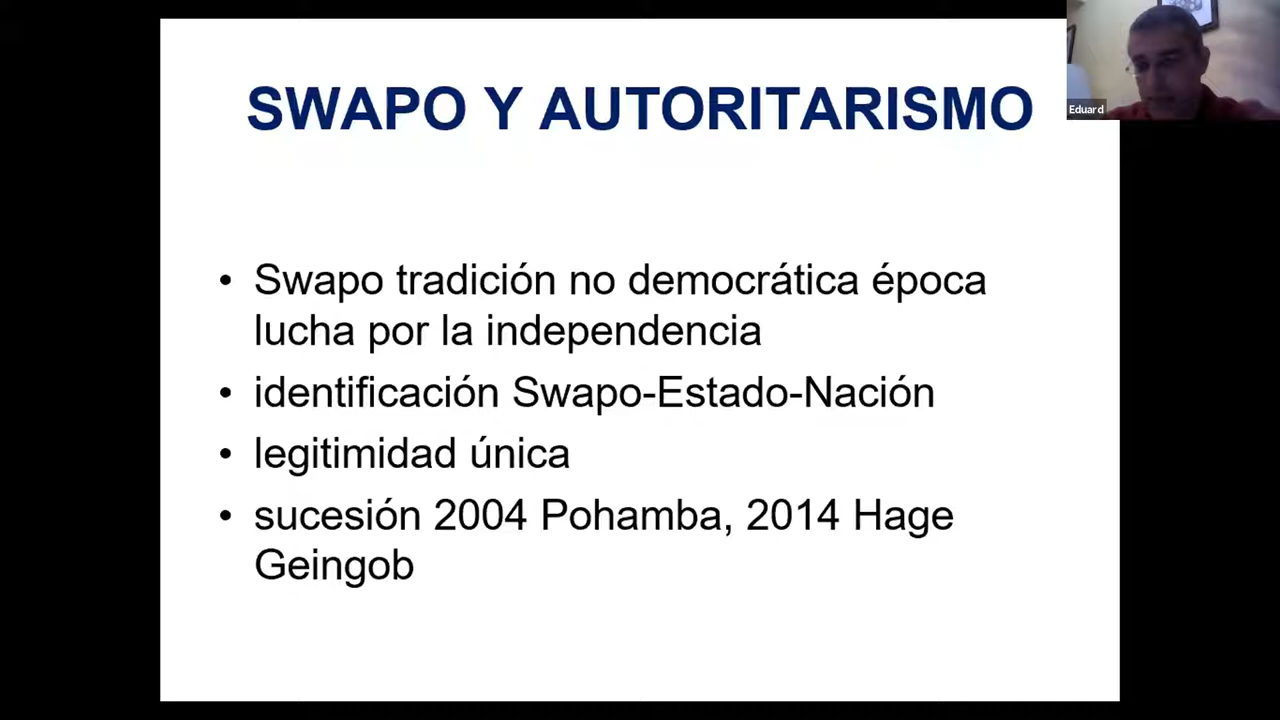 SWAPO Y AUTORITARISMO
Eduard
• Swapo tradición no democrática época
lucha por la independencia
• identificación Swapo-Estado-Nación
• legitimidad única
• sucesión 2004 Pohamba, 2014 Hage
Geingob